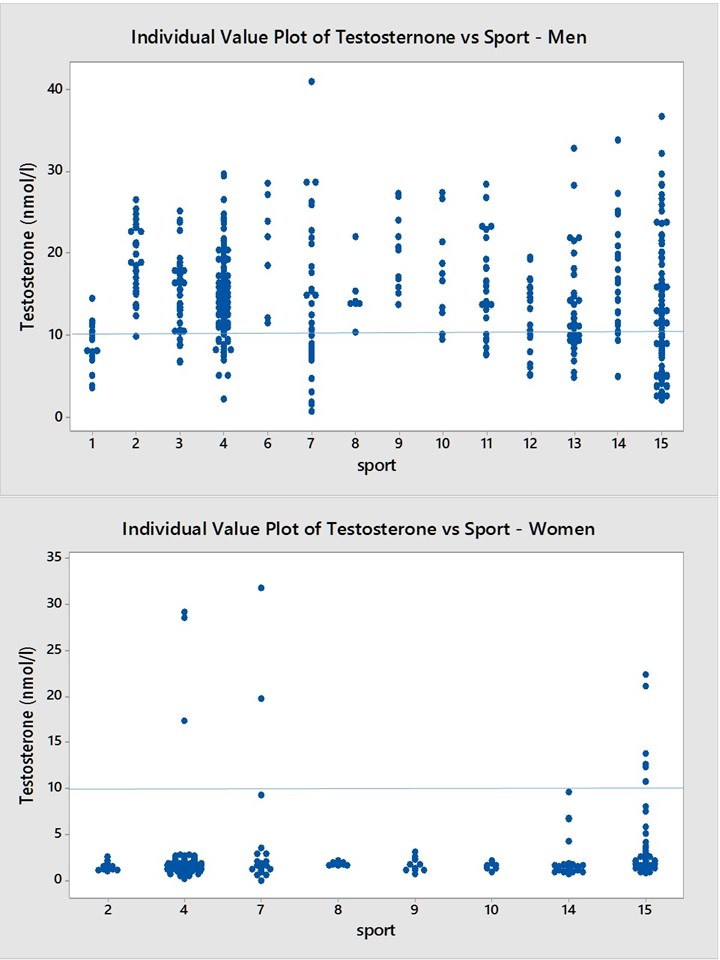 Individual Value Plot of Testosternone vs Sport - Men
40
30
20
10
0
Testosterone (nmol/l)
1 2 3 4 6 7 8 9 10 11 12 13 14 15
sport
Individual Value Plot of Testosterone vs Sport - Women
35
30
25
20
15
10
5
0
Testosterone (nmol/l)
2 4 7 8 9 10 14 15
sport